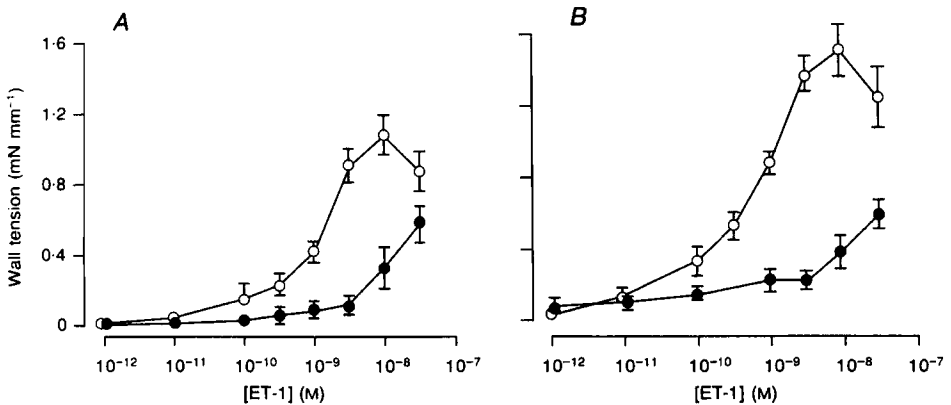 A
B
1·6
1·2
0·8
0·4
0
Wall tension (mN mm⁻¹)
10⁻¹² 10⁻¹¹ 10⁻¹⁰ 10⁻⁹ 10⁻⁸ 10⁻⁷
10⁻¹² 10⁻¹¹ 10⁻¹⁰ 10⁻⁹ 10⁻⁸ 10⁻⁷
[ET-1] (M)
[ET-1] (M)